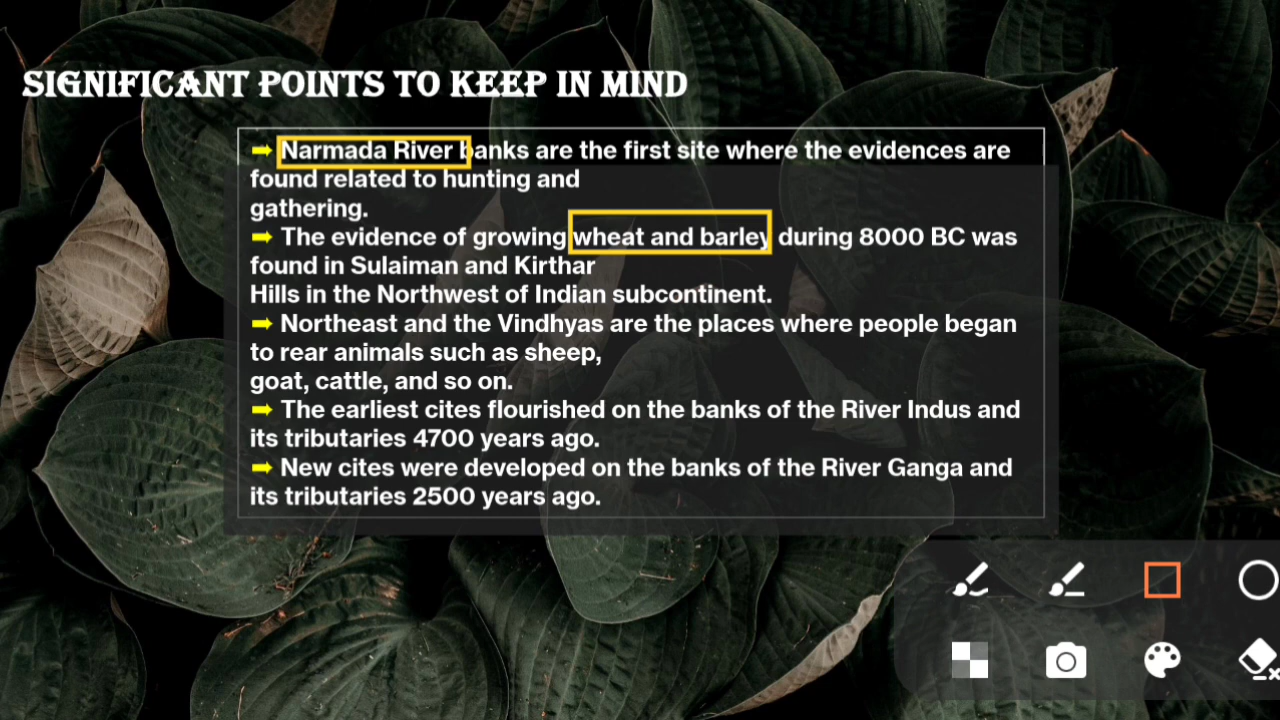 SIGNIFICANT POINTS TO KEEP IN MIND
➡ Narmada River banks are the first site where the evidences are
found related to hunting and
gathering.
➡ The evidence of growing wheat and barley during 8000 BC was
found in Sulaiman and Kirthar
Hills in the Northwest of Indian subcontinent.
➡ Northeast and the Vindhyas are the places where people began
to rear animals such as sheep,
goat, cattle, and so on.
➡ The earliest cites flourished on the banks of the River Indus and
its tributaries 4700 years ago.
➡ New cites were developed on the banks of the River Ganga and
its tributaries 2500 years ago.